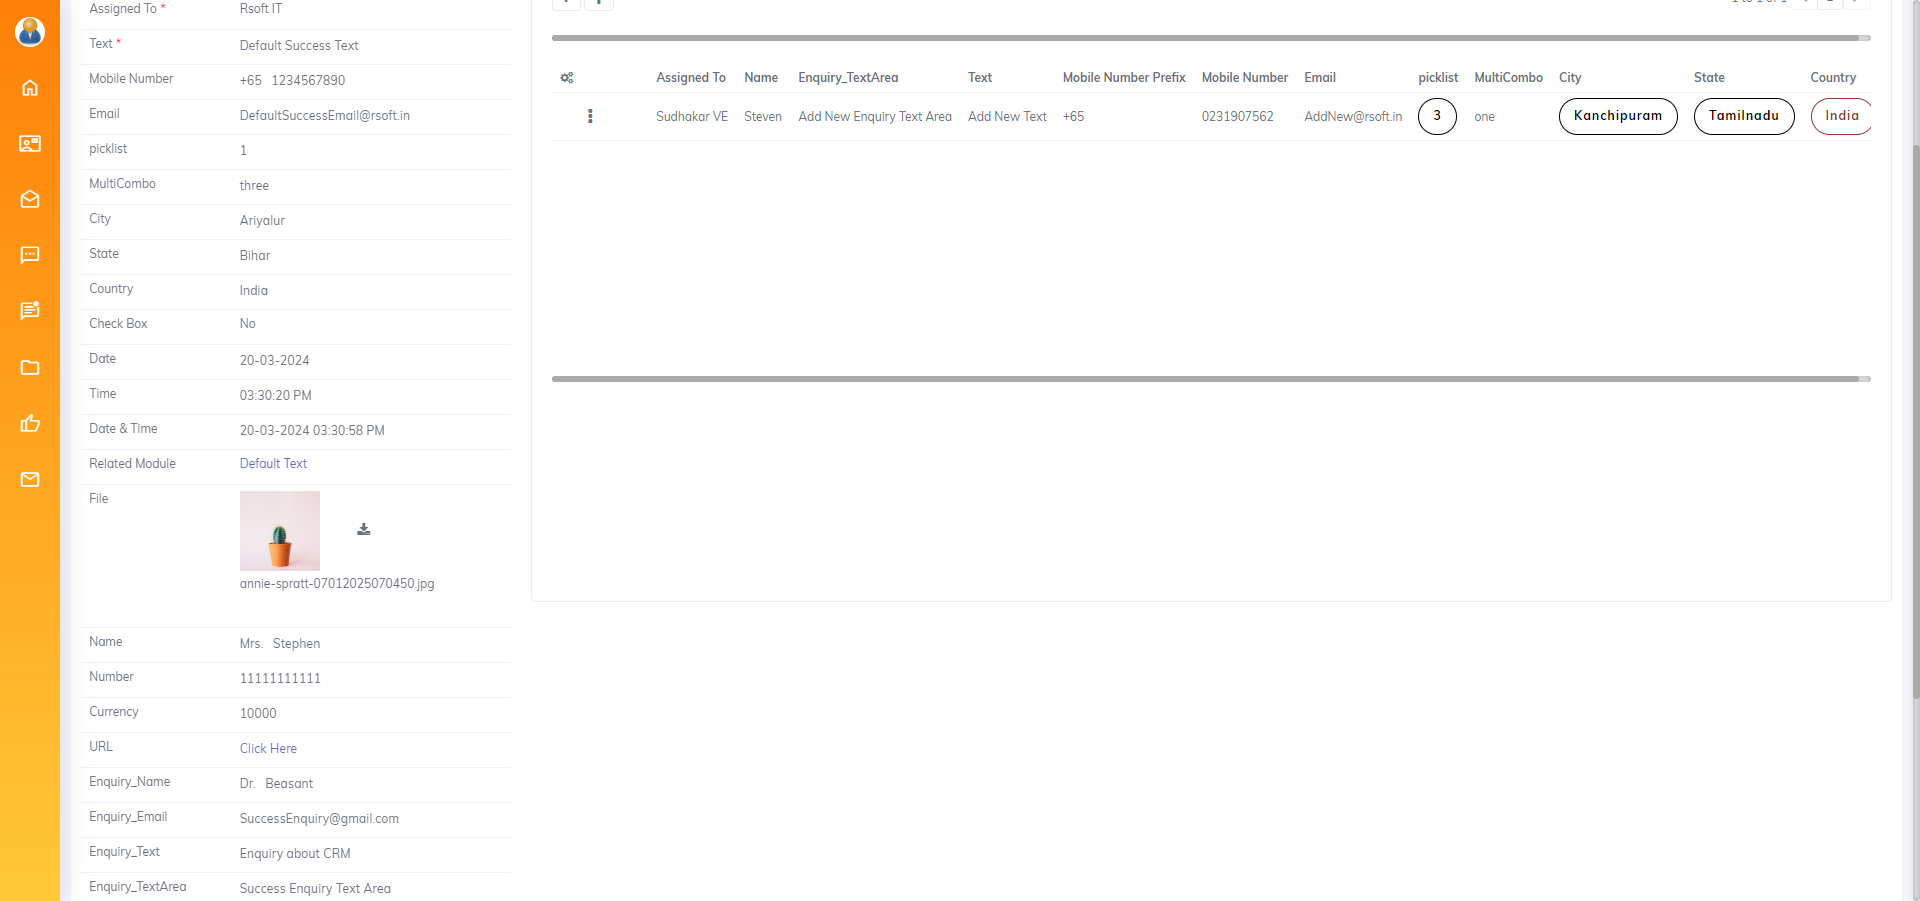 Assigned To * Rsoft IT
Text * Default Success Text
Mobile Number +65 1234567890
Email DefaultSuccessEmail@rsoft.in
picklist 1
MultiCombo three
City Ariyalur
State Bihar
Country India
Check Box No
Date 20-03-2024
Time 03:30:20 PM
Date & Time 20-03-2024 03:30:58 PM
Related Module Default Text
File
annie-spratt-07012025070450.jpg
Name Mrs. Stephen
Number 11111111111
Currency 10000
URL Click Here
Enquiry_Name Dr. Beasant
Enquiry_Email SuccessEnquiry@gmail.com
Enquiry_Text Enquiry about CRM
Enquiry_TextArea Success Enquiry Text Area
Assigned To Name Enquiry_TextArea Text Mobile Number Prefix Mobile Number Email picklist MultiCombo City State Country
Sudhakar VE Steven Add New Enquiry Text Area Add New Text +65 0231907562 AddNew@rsoft.in 3 one Kanchipuram Tamilnadu India